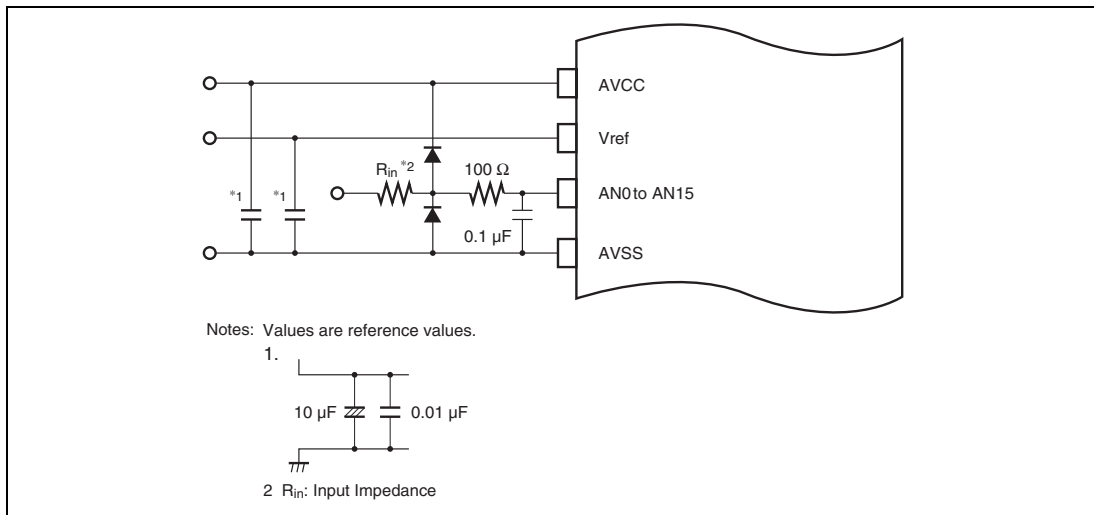 AVCC
Vref
Rin *2
100 Ω
*1
*1
AN0 to AN15
0.1 µF
AVSS
Notes: Values are reference values.
1.
10 µF
0.01 µF
2 Rin: Input Impedance